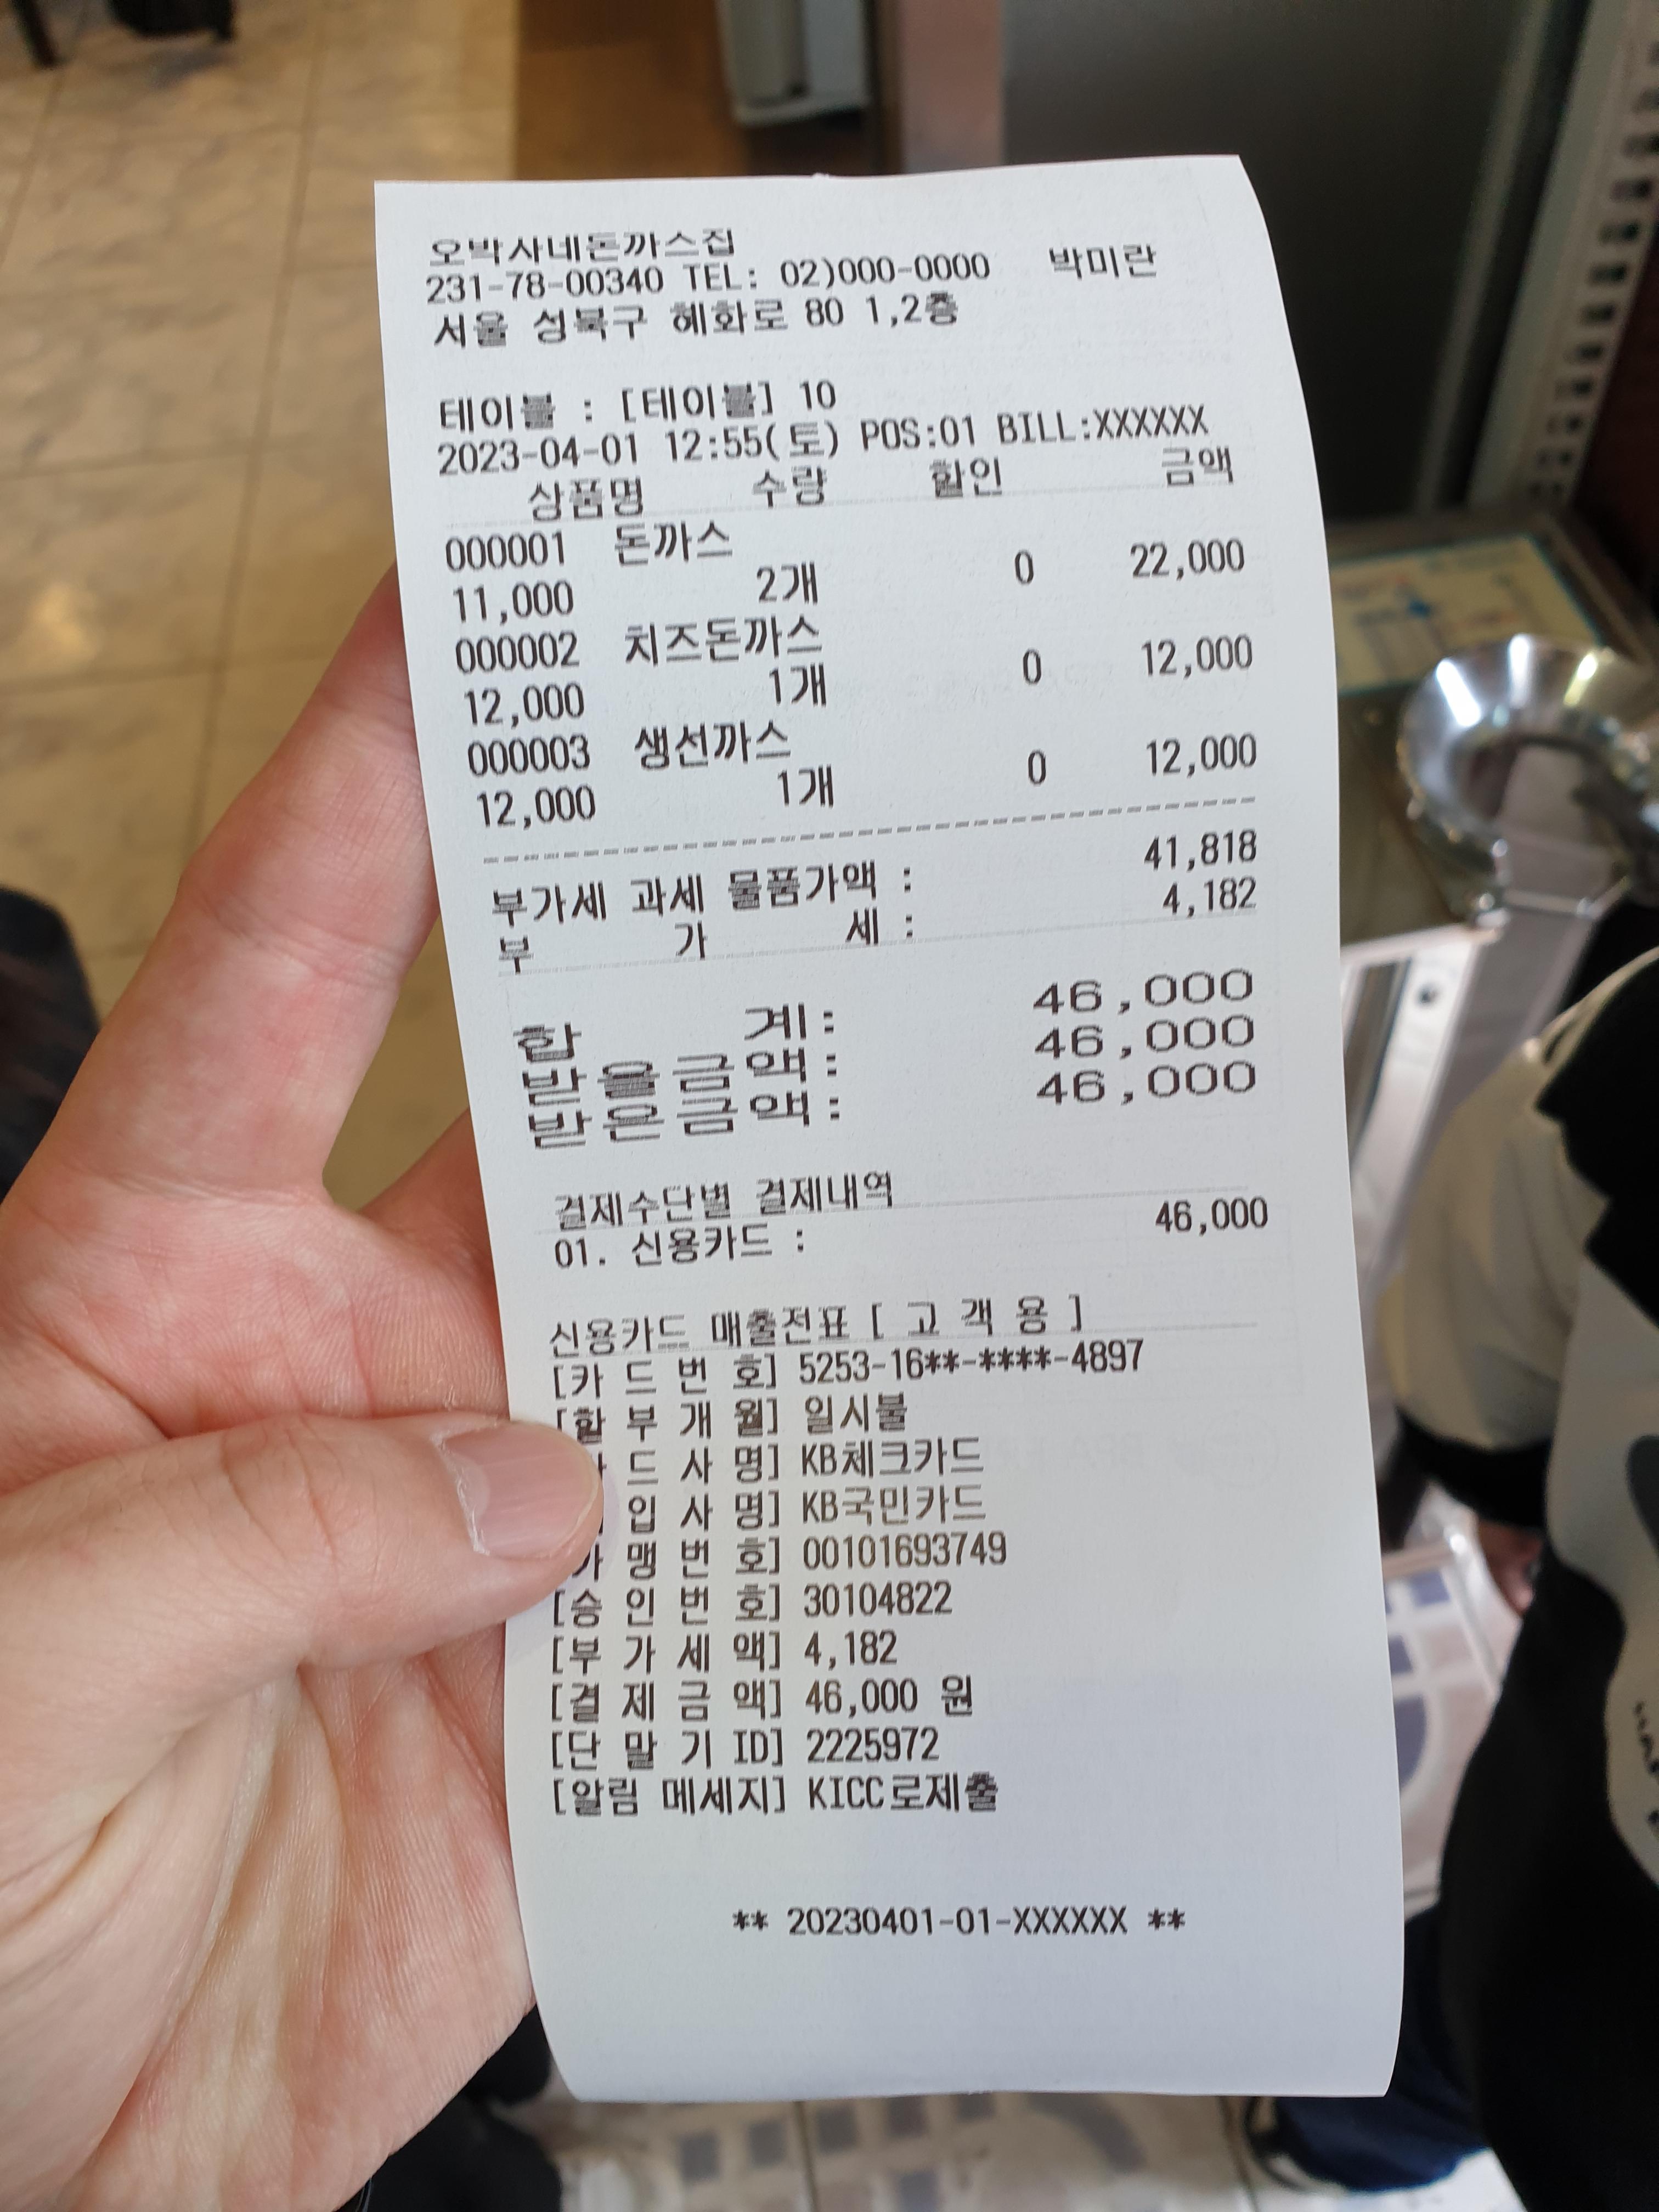 오박사네돈까스집
231-78-00340 TEL: 02)000-0000 박미란
서울 성북구 혜화로 80 1,2층
테이블 : [테이블] 10
2023-04-01 12:55(토) POS:01 BILL:XXXXXX
상품명 수량 할인 금액
000001 돈까스
11,000 2개 0 22,000
000002 치즈돈까스
12,000 1개 0 12,000
000003 생선까스
12,000 1개 0 12,000
부가세 과세 물품가액 : 41,818
부 가 세 : 4,182
합 계: 46,000
받을금액: 46,000
받은금액: 46,000
결제수단별 결제내역
01. 신용카드 : 46,000
신용카드 매출전표 [ 고 객 용 ]
[카 드 번 호] 5253-16**-****-4897
[할 부 개 월] 일시불
드 사 명] KB체크카드
입 사 명] KB국민카드
맹 번 호] 00101693749
[승 인 번 호] 30104822
[부 가 세 액] 4,182
[결 제 금 액] 46,000 원
[단 말 기 ID] 2225972
[알림 메세지] KICC로제출
** 20230401-01-XXXXXX **